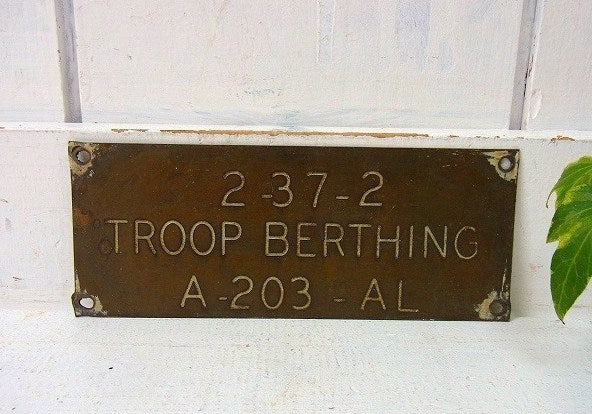 2-37-2
TROOP BERTHING
A-203-AL